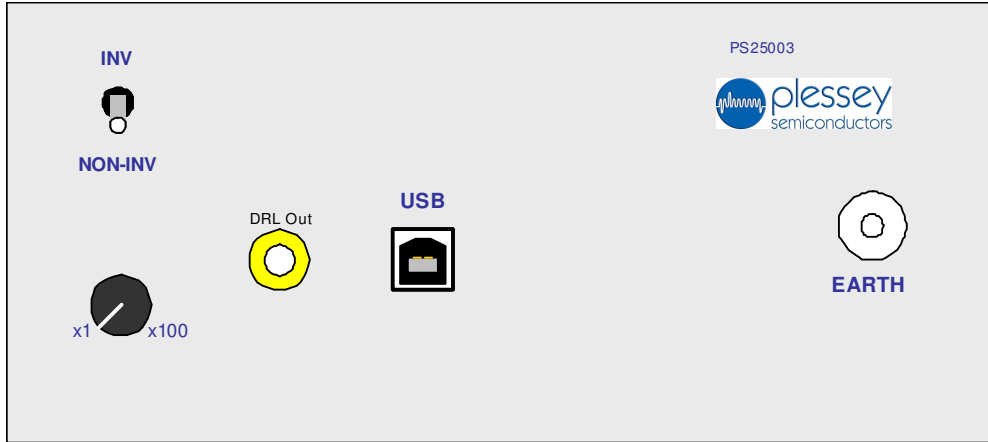 INV
PS25003
plessey
semiconductors
NON-INV
USB
DRL Out
EARTH
x1
x100